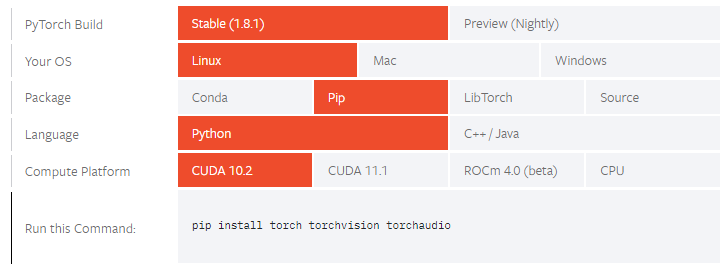 PyTorch Build Stable (1.8.1) Preview (Nightly)
Your OS Linux Mac Windows
Package Conda Pip LibTorch Source
Language Python C++ / Java
Compute Platform CUDA 10.2 CUDA 11.1 ROCm 4.0 (beta) CPU
Run this Command: pip install torch torchvision torchaudio